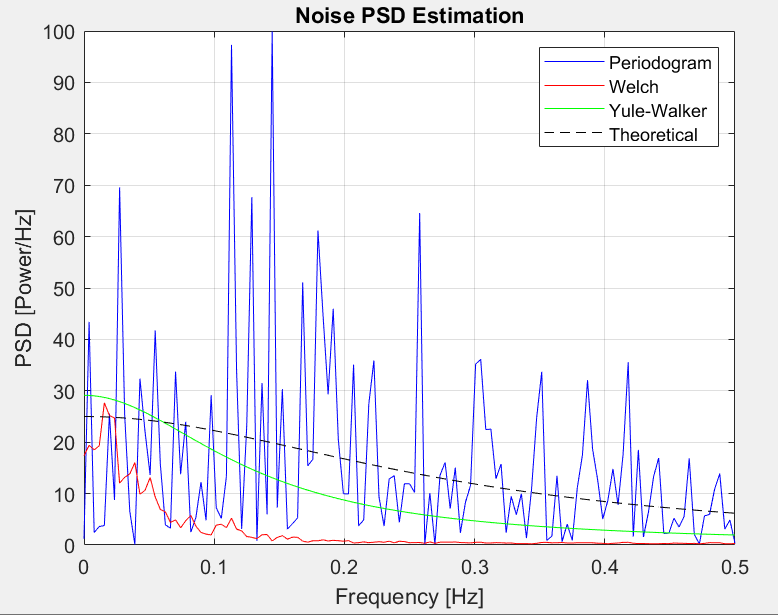 Noise PSD Estimation
100
90
80
70
60
50
40
30
20
10
0
PSD [Power/Hz]
Periodogram
Welch
Yule-Walker
Theoretical
0 0.1 0.2 0.3 0.4 0.5
Frequency [Hz]